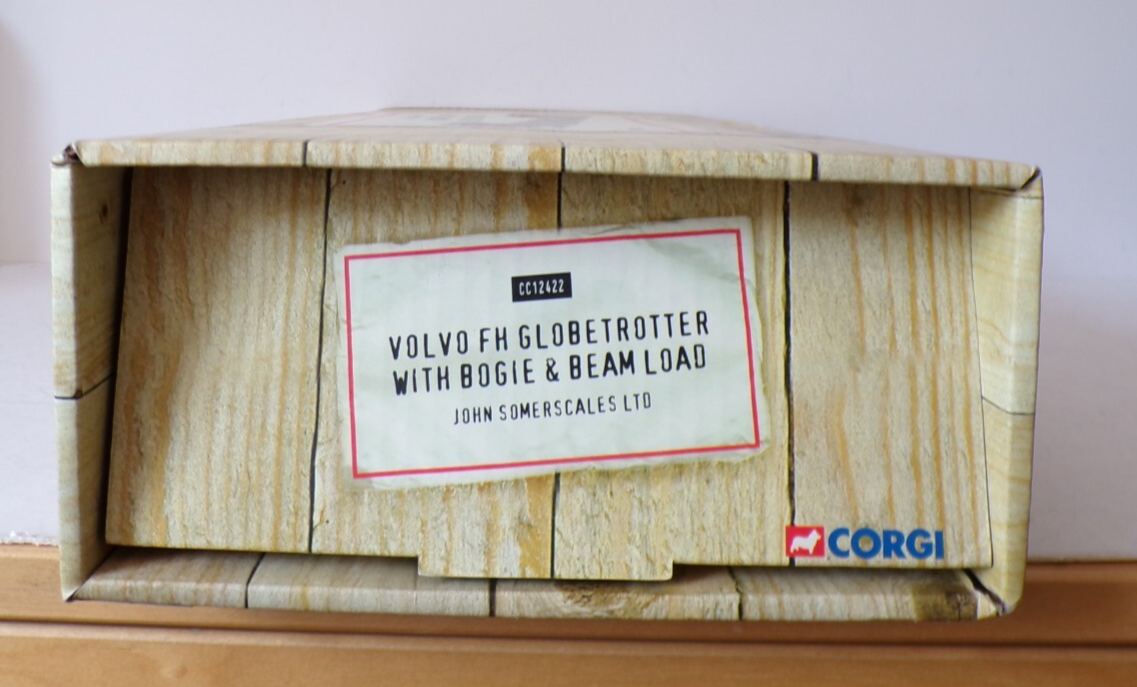 CC12422
VOLVO FH GLOBETROTTER
WITH BOGIE & BEAM LOAD
JOHN SOMERSCALES LTD
CORGI